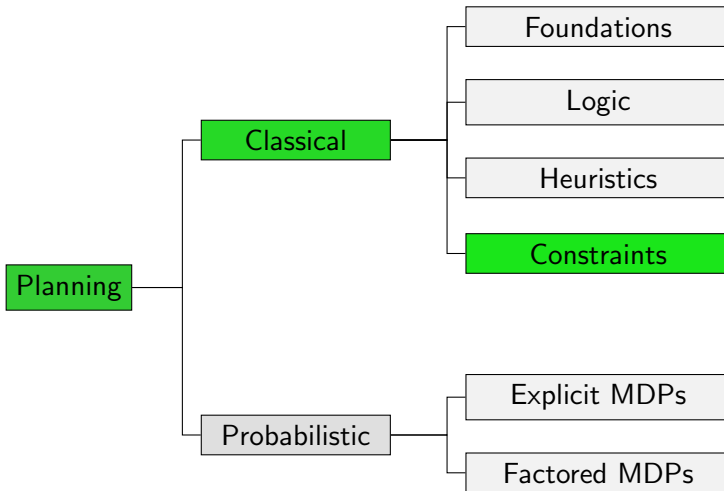 Foundations
Logic
Classical
Heuristics
Constraints
Planning
Explicit MDPs
Probabilistic
Factored MDPs